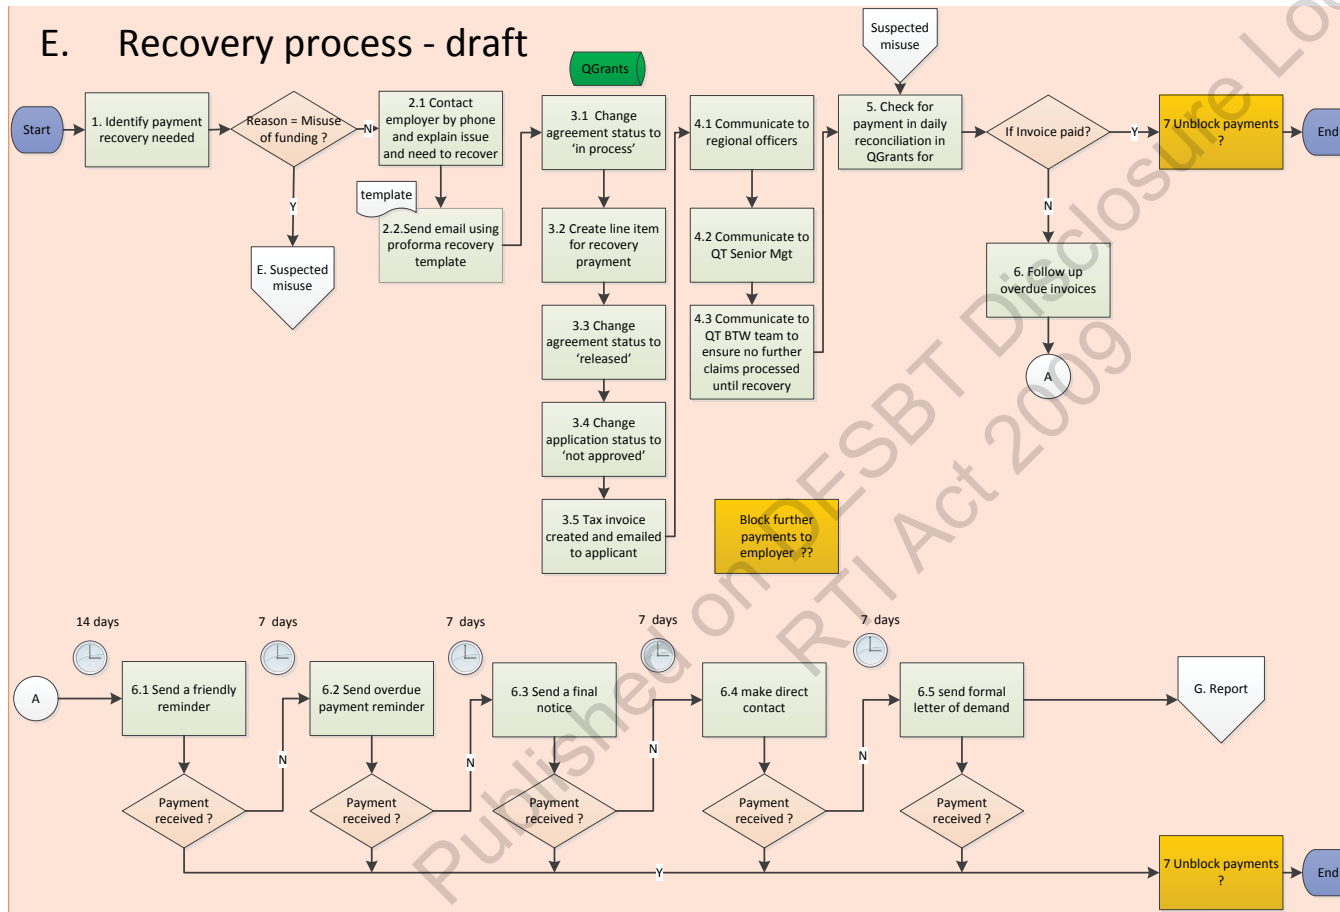 E. Recovery process - draft
Start
1. Identify payment
recovery needed
Reason = Misuse
of funding ?
N
Y
E. Suspected
misuse
2.1 Contact
employer by phone
and explain issue
and need to recover
template
2.2.Send email using
proforma recovery
template
QGrants
3.1 Change
agreement status to
‘in process’
3.2 Create line item
for recovery
prayment
3.3 Change
agreement status to
‘released’
3.4 Change
application status to
‘not approved’
3.5 Tax invoice
created and emailed
to applicant
4.1 Communicate to
regional officers
4.2 Communicate to
QT Senior Mgt
4.3 Communicate to
QT BTW team to
ensure no further
claims processed
until recovery
Block further
payments to
employer ??
Suspected
misuse
5. Check for
payment in daily
reconciliation in
QGrants for
If Invoice paid?
Y
N
6. Follow up
overdue invoices
A
7 Unblock payments
?
End
14 days
7 days
7 days
7 days
7 days
A
6.1 Send a friendly
reminder
6.2 Send overdue
payment reminder
6.3 Send a final
notice
6.4 make direct
contact
6.5 send formal
letter of demand
G. Report
N
N
N
N
Payment
received ?
Payment
received ?
Payment
received ?
Payment
received ?
Payment
received ?
Y
7 Unblock payments
?
End
Published on DESBT Disclosure Lo
RTI Act 2009